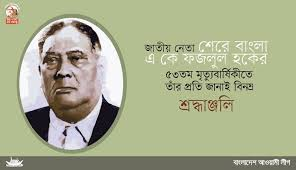 জাতীয় নেতা শেরে বাংলা
এ কে ফজলুল হকের
৫৩তম মৃত্যুবার্ষিকীতে
তাঁর প্রতি জানাই বিনম্র
শ্রদ্ধাঞ্জলি
বাংলাদেশ আওয়ামী লীগ